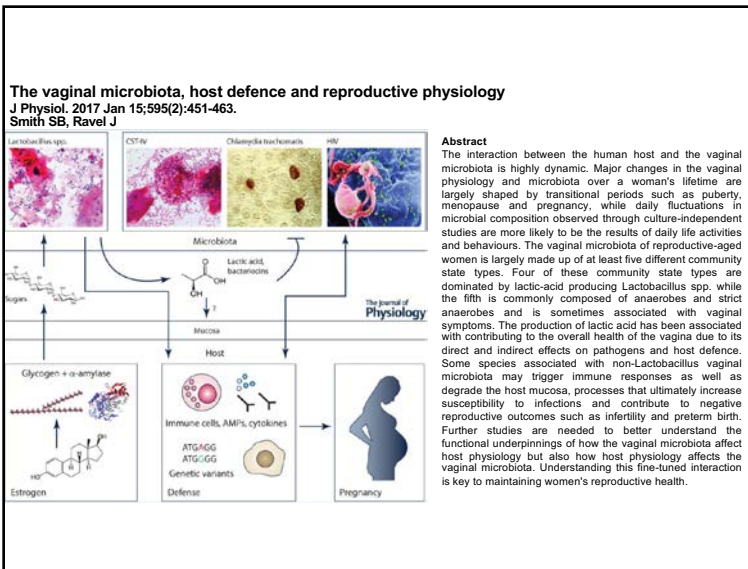 The vaginal microbiota, host defence and reproductive physiology
J Physiol. 2017 Jan 15;595(2):451-463.
Smith SB, Ravel J
Lactobacillus spp.
CST-IV
Chlamydia trachomatis
HIV
Microbiota
Lactic acid,
bacteriocins
O
OH
OH
?
Sugars
The Journal of
Physiology
Mucosa
Host
Glycogen + α-amylase
Immune cells, AMPs, cytokines
ATGAGG
ATGGGG
Genetic variants
OH
H
H
H
HO
Estrogen
Defense
Pregnancy
Abstract
The interaction between the human host and the vaginal
microbiota is highly dynamic. Major changes in the vaginal
physiology and microbiota over a woman's lifetime are
largely shaped by transitional periods such as puberty,
menopause and pregnancy, while daily fluctuations in
microbial composition observed through culture-independent
studies are more likely to be the results of daily life activities
and behaviours. The vaginal microbiota of reproductive-aged
women is largely made up of at least five different community
state types. Four of these community state types are
dominated by lactic-acid producing Lactobacillus spp. while
the fifth is commonly composed of anaerobes and strict
anaerobes and is sometimes associated with vaginal
symptoms. The production of lactic acid has been associated
with contributing to the overall health of the vagina due to its
direct and indirect effects on pathogens and host defence.
Some species associated with non-Lactobacillus vaginal
microbiota may trigger immune responses as well as
degrade the host mucosa, processes that ultimately increase
susceptibility to infections and contribute to negative
reproductive outcomes such as infertility and preterm birth.
Further studies are needed to better understand the
functional underpinnings of how the vaginal microbiota affect
host physiology but also how host physiology affects the
vaginal microbiota. Understanding this fine-tuned interaction
is key to maintaining women's reproductive health.